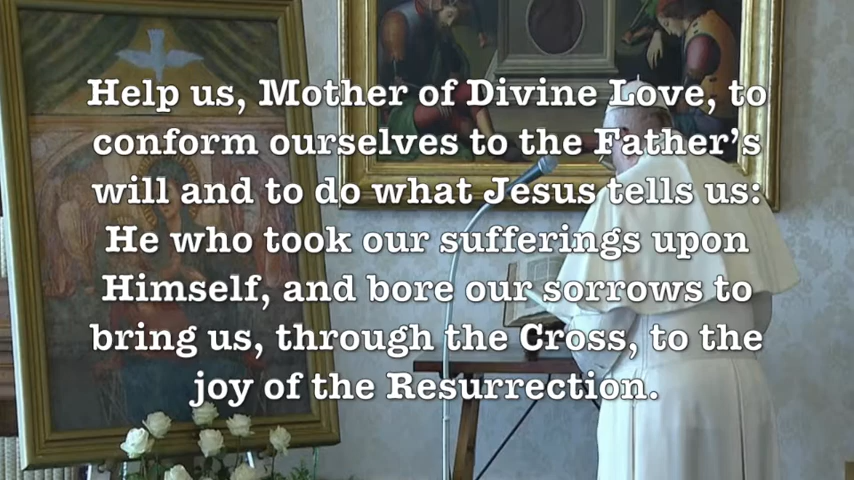 Help us, Mother of Divine Love, to
conform ourselves to the Father’s
will and to do what Jesus tells us:
He who took our sufferings upon
Himself, and bore our sorrows to
bring us, through the Cross, to the
joy of the Resurrection.